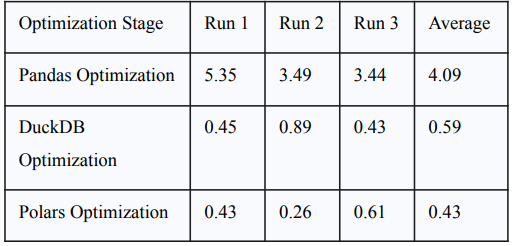 Optimization Stage Run 1 Run 2 Run 3 Average
Pandas Optimization 5.35 3.49 3.44 4.09
DuckDB 0.45 0.89 0.43 0.59
Optimization
Polars Optimization 0.43 0.26 0.61 0.43